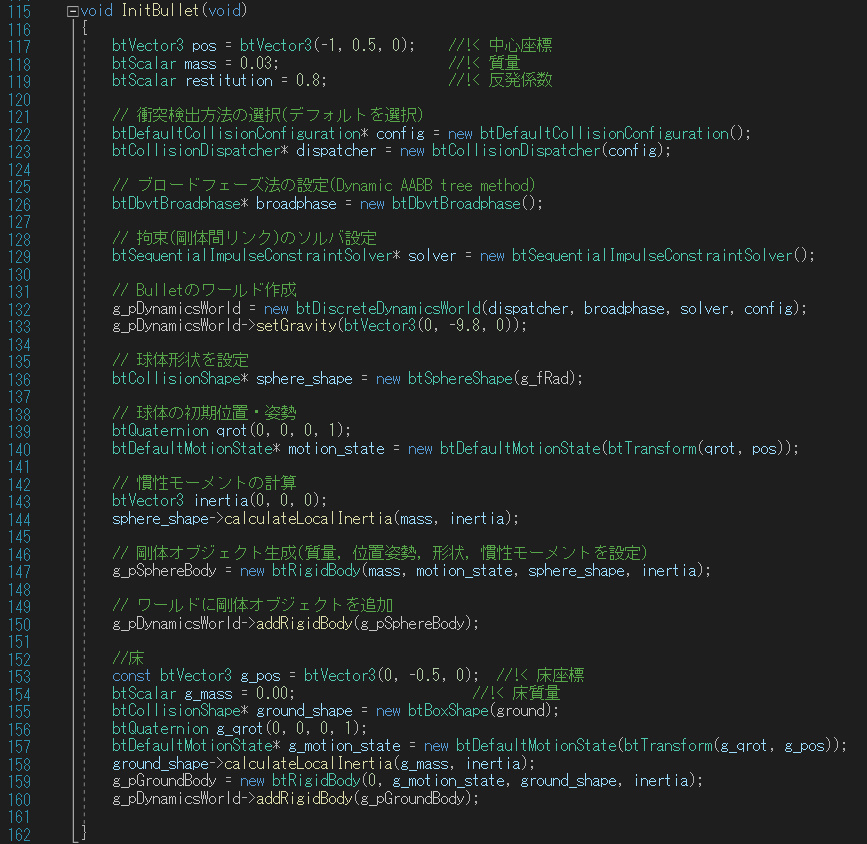 115 void InitBullet(void)
116 {
117 btVector3 pos = btVector3(-1, 0.5, 0); //!< 中心座標
118 btScalar mass = 0.03; //!< 質量
119 btScalar restitution = 0.8; //!< 反発係数
120
121 // 衝突検出方法の選択(デフォルトを選択)
122 btDefaultCollisionConfiguration* config = new btDefaultCollisionConfiguration();
123 btCollisionDispatcher* dispatcher = new btCollisionDispatcher(config);
124
125 // ブロードフェーズ法の設定(Dynamic AABB tree method)
126 btDbvtBroadphase* broadphase = new btDbvtBroadphase();
127
128 // 拘束(剛体間リンク)のソルバ設定
129 btSequentialImpulseConstraintSolver* solver = new btSequentialImpulseConstraintSolver();
130
131 // Bulletのワールド作成
132 g_pDynamicsWorld = new btDiscreteDynamicsWorld(dispatcher, broadphase, solver, config);
133 g_pDynamicsWorld->setGravity(btVector3(0, -9.8, 0));
134
135 // 球体形状を設定
136 btCollisionShape* sphere_shape = new btSphereShape(g_fRad);
137
138 // 球体の初期位置・姿勢
139 btQuaternion qrot(0, 0, 0, 1);
140 btDefaultMotionState* motion_state = new btDefaultMotionState(btTransform(qrot, pos));
141
142 // 慣性モーメントの計算
143 btVector3 inertia(0, 0, 0);
144 sphere_shape->calculateLocalInertia(mass, inertia);
145
146 // 剛体オブジェクト生成(質量, 位置姿勢, 形状, 慣性モーメントを設定)
147 g_pSphereBody = new btRigidBody(mass, motion_state, sphere_shape, inertia);
148
149 // ワールドに剛体オブジェクトを追加
150 g_pDynamicsWorld->addRigidBody(g_pSphereBody);
151
152 //床
153 const btVector3 g_pos = btVector3(0, -0.5, 0); //!< 床座標
154 btScalar g_mass = 0.00; //!< 床質量
155 btCollisionShape* ground_shape = new btBoxShape(ground);
156 btQuaternion g_qrot(0, 0, 0, 1);
157 btDefaultMotionState* g_motion_state = new btDefaultMotionState(btTransform(g_qrot, g_pos));
158 ground_shape->calculateLocalInertia(g_mass, inertia);
159 g_pGroundBody = new btRigidBody(0, g_motion_state, ground_shape, inertia);
160 g_pDynamicsWorld->addRigidBody(g_pGroundBody);
161
162 }